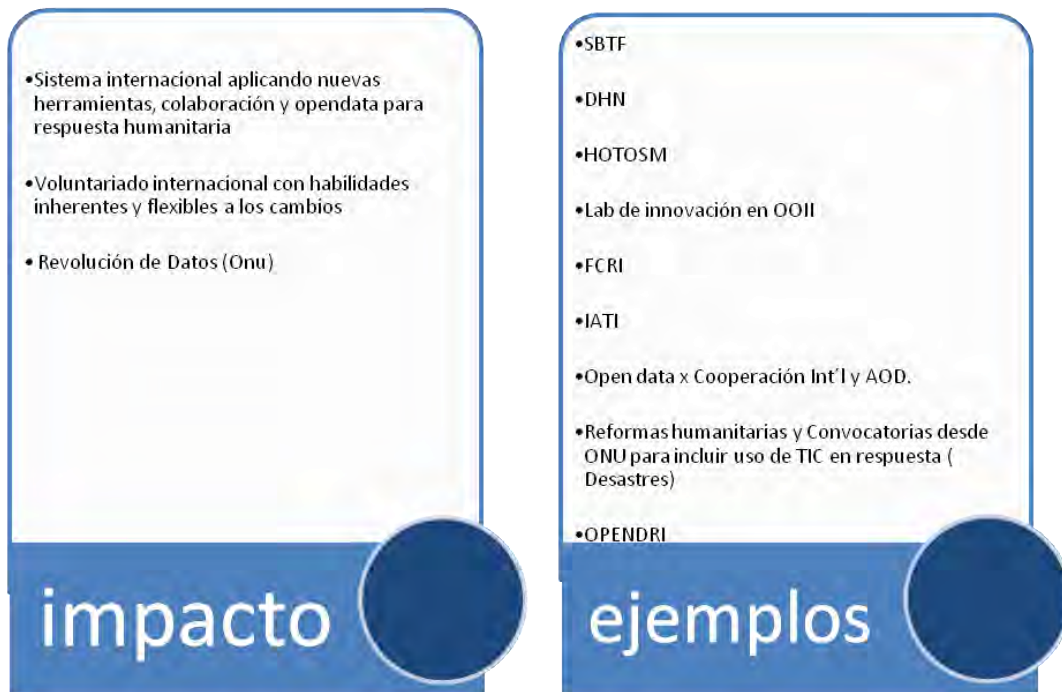 •Sistema internacional aplicando nuevas
herramientas, colaboración y opendata para
respuesta humanitaria
•Voluntariado internacional con habilidades
inherentes y flexibles a los cambios
• Revolución de Datos (Onu)
impacto
•SBTF
•DHN
•HOTOSM
•Lab de innovación en OOII
•FCRI
•IATI
•Open data x Cooperación Int´l y AOD.
•Reformas humanitarias y Convocatorias desde
ONU para incluir uso de TIC en respuesta (
Desastres)
•OPENDRI
ejemplos